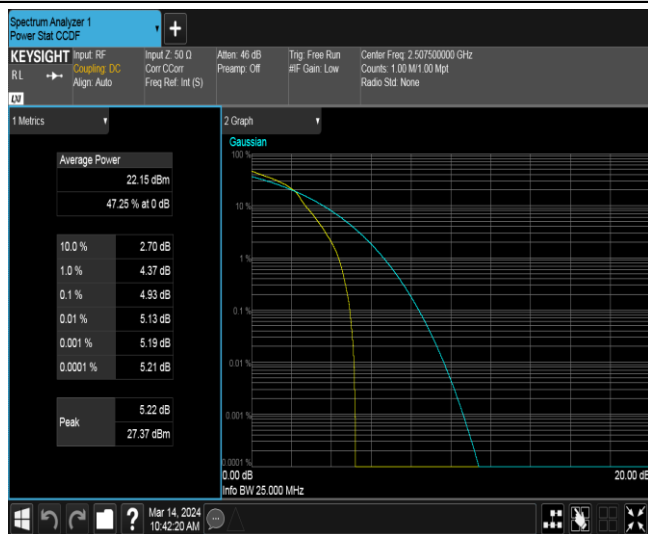 Spectrum Analyzer 1
Power Stat CCDF
+
KEYSIGHT
RL
LXI
Input: RF
Coupling: DC
Align: Auto
Input Z: 50 Ω
Corr CCorr
Freq Ref: Int (S)
Atten: 46 dB
Preamp: Off
Trig: Free Run
#IF Gain: Low
Center Freq: 2.507500000 GHz
Counts: 1.00 M/1.00 Mpt
Radio Std: None
1 Metrics
Average Power
22.15 dBm
47.25 % at 0 dB
10.0 % 2.70 dB
1.0 % 4.37 dB
0.1 % 4.93 dB
0.01 % 5.13 dB
0.001 % 5.19 dB
0.0001 % 5.21 dB
Peak
5.22 dB
27.37 dBm
2 Graph
Gaussian
100 %
10 %
1 %
0.1 %
0.01 %
0.001 %
0.0001 %
0.00 dB
20.00 dB
Info BW 25.000 MHz
?
Mar 14, 2024
10:42:20 AM